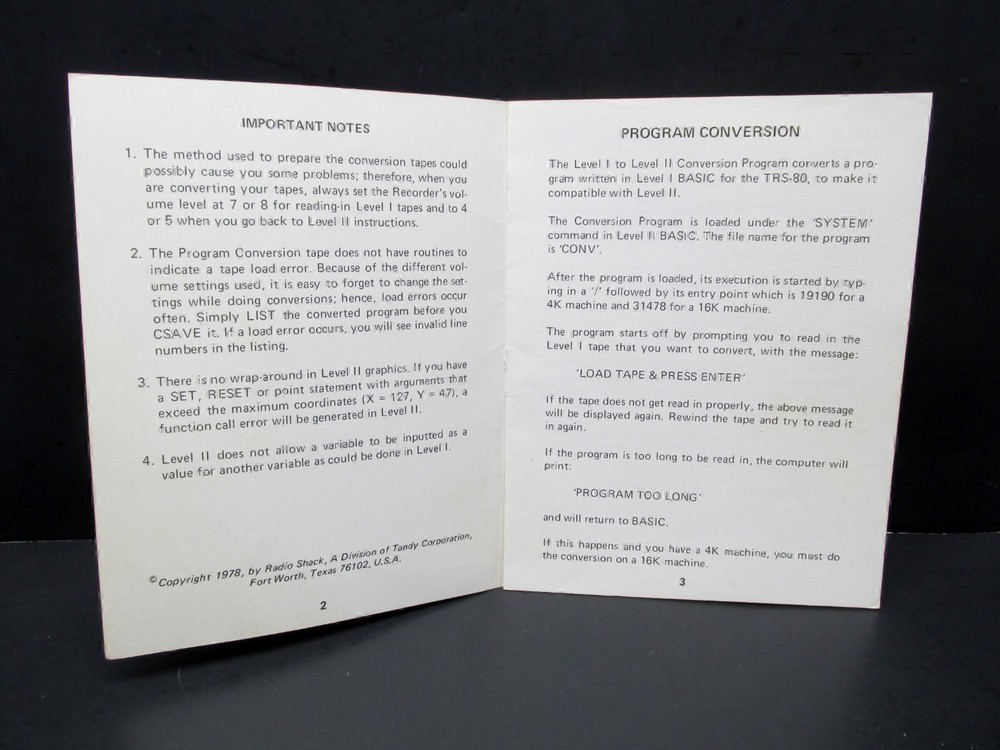 IMPORTANT NOTES
1. The method used to prepare the conversion tapes could
possibly cause you some problems; therefore, when you
are converting your tapes, always set the Recorder's vol-
ume level at 7 or 8 for reading-in Level I tapes and to 4
or 5 when you go back to Level II instructions.
2. The Program Conversion tape does not have routines to
indicate a tape load error. Because of the different vol-
ume settings used, it is easy to forget to change the set-
tings while doing conversions; hence, load errors occur
often. Simply LIST the converted program before you
CSAVE it. If a load error occurs, you will see invalid line
numbers in the listing.
3. There is no wrap-around in Level II graphics. If you have
a SET, RESET or point statement with arguments that
exceed the maximum coordinates (X = 127, Y = 47), a
function call error will be generated in Level II.
4. Level II does not allow a variable to be inputted as a
value for another variable as could be done in Level I.
© Copyright 1978, by Radio Shack, A Division of Tandy Corporation,
Fort Worth, Texas 76102, U.S.A.
2
PROGRAM CONVERSION
The Level I to Level II Conversion Program converts a pro-
gram written in Level I BASIC for the TRS-80, to make it
compatible with Level II.
The Conversion Program is loaded under the 'SYSTEM'
command in Level II BASIC. The file name for the program
is 'CONV'.
After the program is loaded, its execution is started by typ-
ing in a '/' followed by its entry point which is 19190 for a
4K machine and 31478 for a 16K machine.
The program starts off by prompting you to read in the
Level I tape that you want to convert, with the message:
'LOAD TAPE & PRESS ENTER'
If the tape does not get read in properly, the above message
will be displayed again. Rewind the tape and try to read it
in again.
If the program is too long to be read in, the computer will
print:
'PROGRAM TOO LONG'
and will return to BASIC.
If this happens and you have a 4K machine, you must do
the conversion on a 16K machine.
3